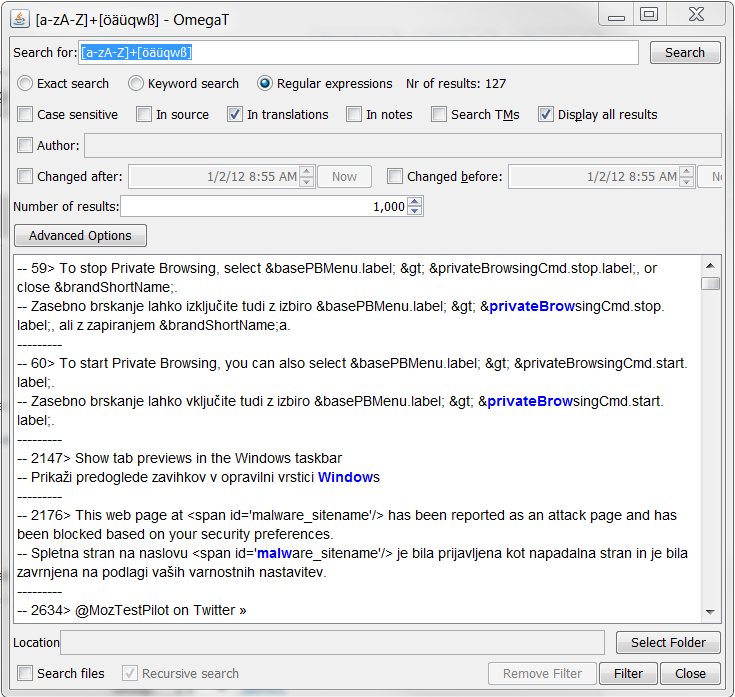 [a-zA-Z]+[öäüqwß] - OmegaT
Search for: [a-zA-Z]+[öäüqwß] Search
Exact search Keyword search Regular expressions Nr of results: 127
Case sensitive In source In translations In notes Search TMs Display all results
Author:
Changed after: 1/2/12 8:55 AM Now Changed before: 1/2/12 8:55 AM
Number of results: 1,000
Advanced Options
-- 59> To stop Private Browsing, select &basePBMenu.label; &gt; &privateBrowsingCmd.stop.label;, or
close &brandShortName;.
-- Zasebno brskanje lahko izključite tudi z izbiro &basePBMenu.label; &gt; &privateBrowsingCmd.stop.
label;, ali z zapiranjem &brandShortName;a.
---------
-- 60> To start Private Browsing, you can also select &basePBMenu.label; &gt; &privateBrowsingCmd.start.
label;.
-- Zasebno brskanje lahko vključite tudi z izbiro &basePBMenu.label; &gt; &privateBrowsingCmd.start.
label;.
---------
-- 2147> Show tab previews in the Windows taskbar
-- Prikaži predoglede zavihkov v opravilni vrstici Windows
---------
-- 2176> This web page at <span id='malware_sitename'/> has been reported as an attack page and has
been blocked based on your security preferences.
-- Spletna stran na naslovu <span id='malware_sitename'/> je bila prijavljena kot napadalna stran in je bila
zavrnjena na podlagi vaših varnostnih nastavitev.
---------
-- 2634> @MozTestPilot on Twitter »
Location Select Folder
Search files Recursive search Remove Filter Filter Close